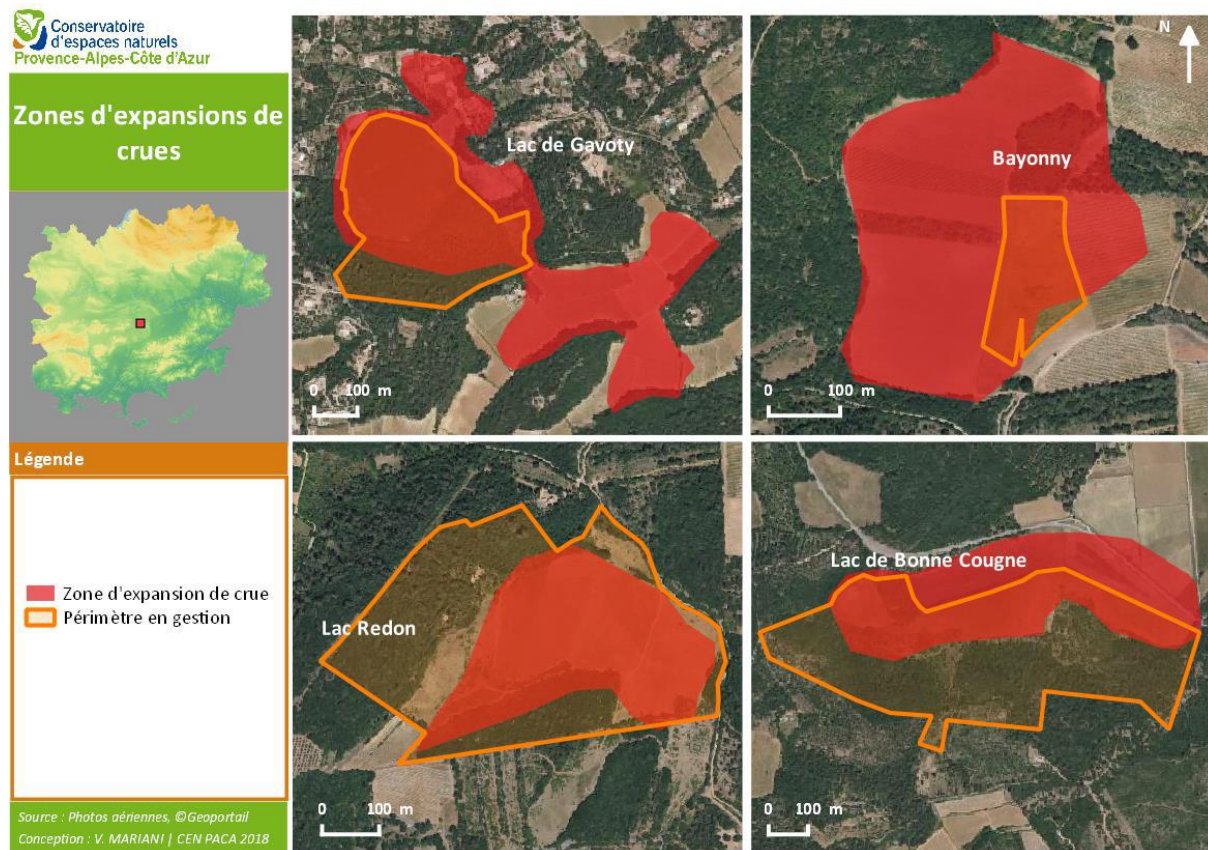 Conservatoire
d'espaces naturels
Provence-Alpes-Côte d'Azur
Zones d'expansions de
crues
Légende
Zone d'expansion de crue
Périmètre en gestion
Source : Photos aériennes, ©Geoportail
Conception : V. MARIANI | CEN PACA 2018
Lac de Gavoty
0 100 m
N
Bayonny
0 100 m
Lac Redon
0 100 m
Lac de Bonne Cougne
0 100 m